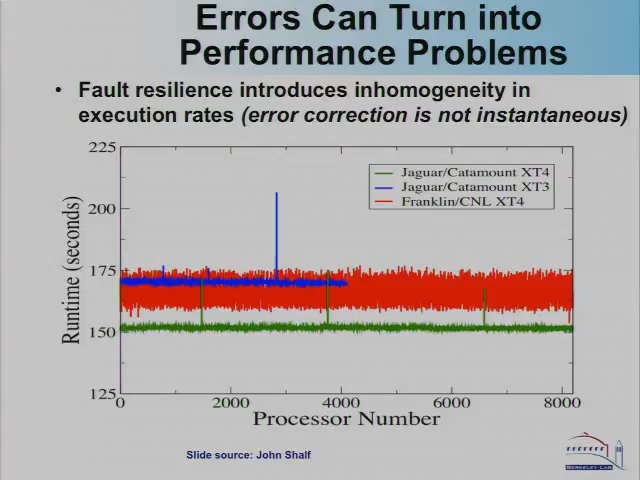 Errors Can Turn into
Performance Problems
• Fault resilience introduces inhomogeneity in
execution rates (error correction is not instantaneous)
225
200
175
150
125
Runtime (seconds)
Jaguar/Catamount XT4
Jaguar/Catamount XT3
Franklin/CNL XT4
0 2000 4000 6000 8000
Processor Number
Slide source: John Shalf
BERKELEY LAB